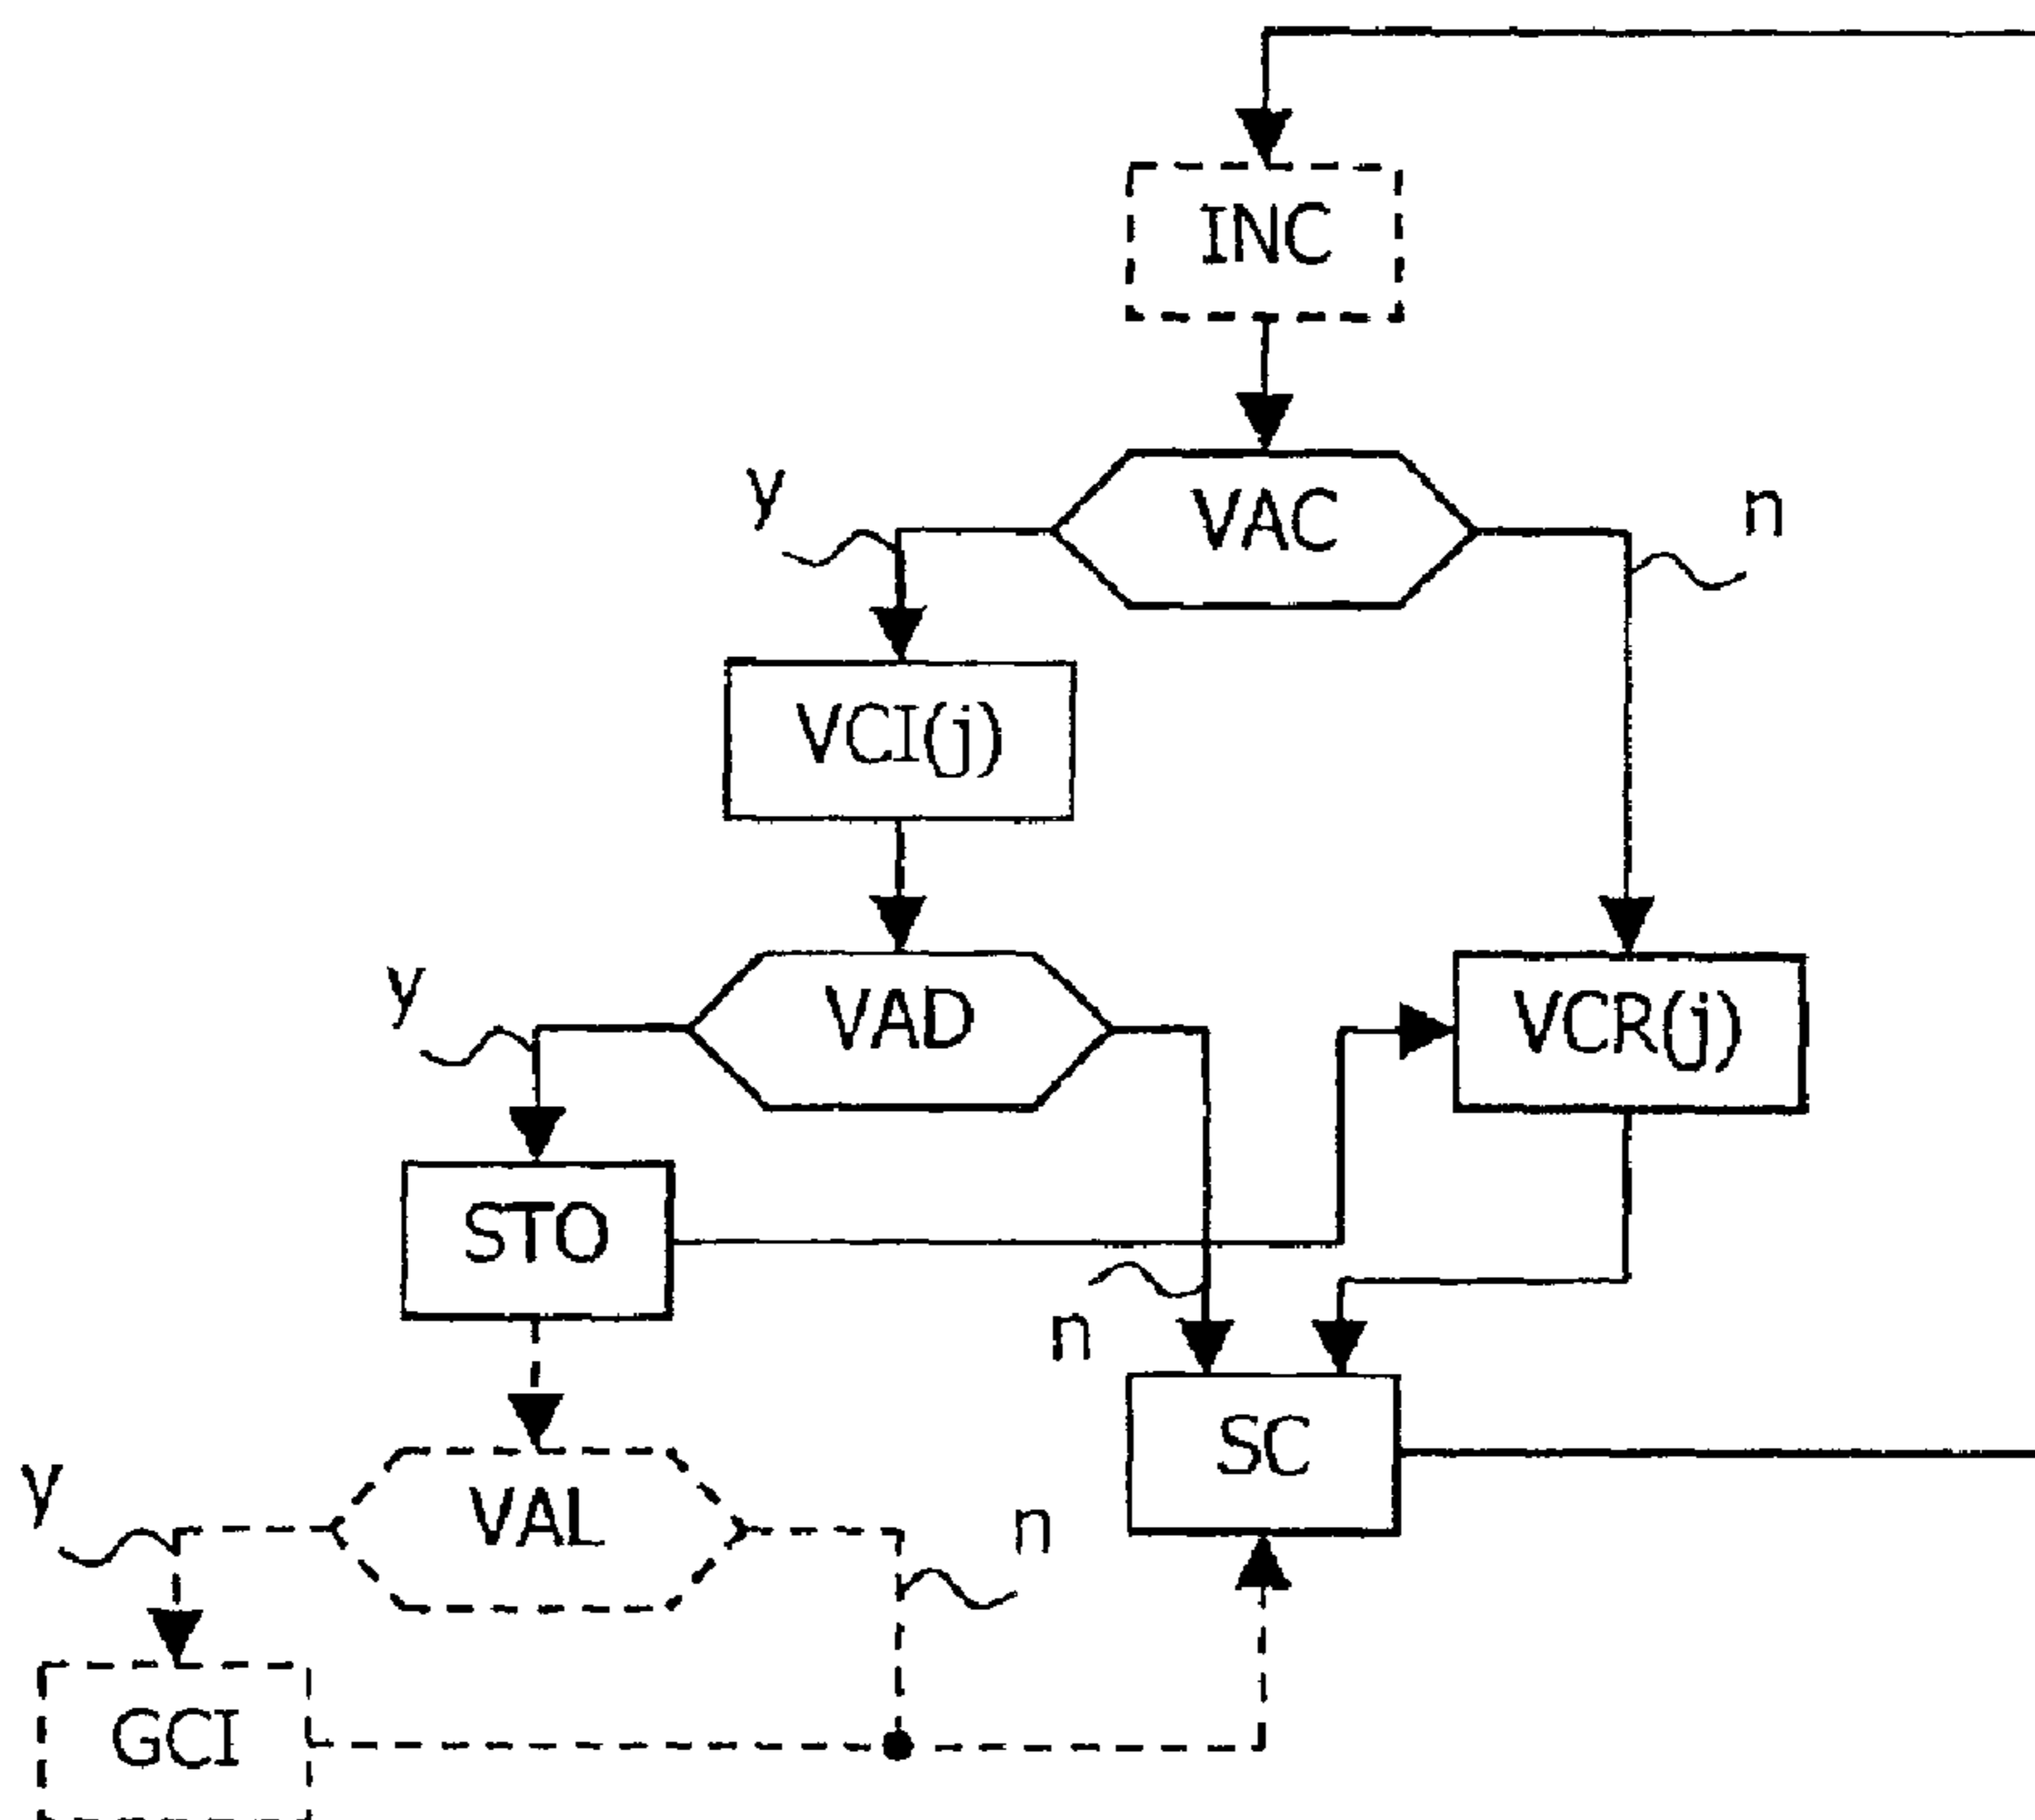 INC
y
VAC
n
VCI(j)
y
VAD
VCR(j)
STO
n
SC
y
VAL
n
GCI